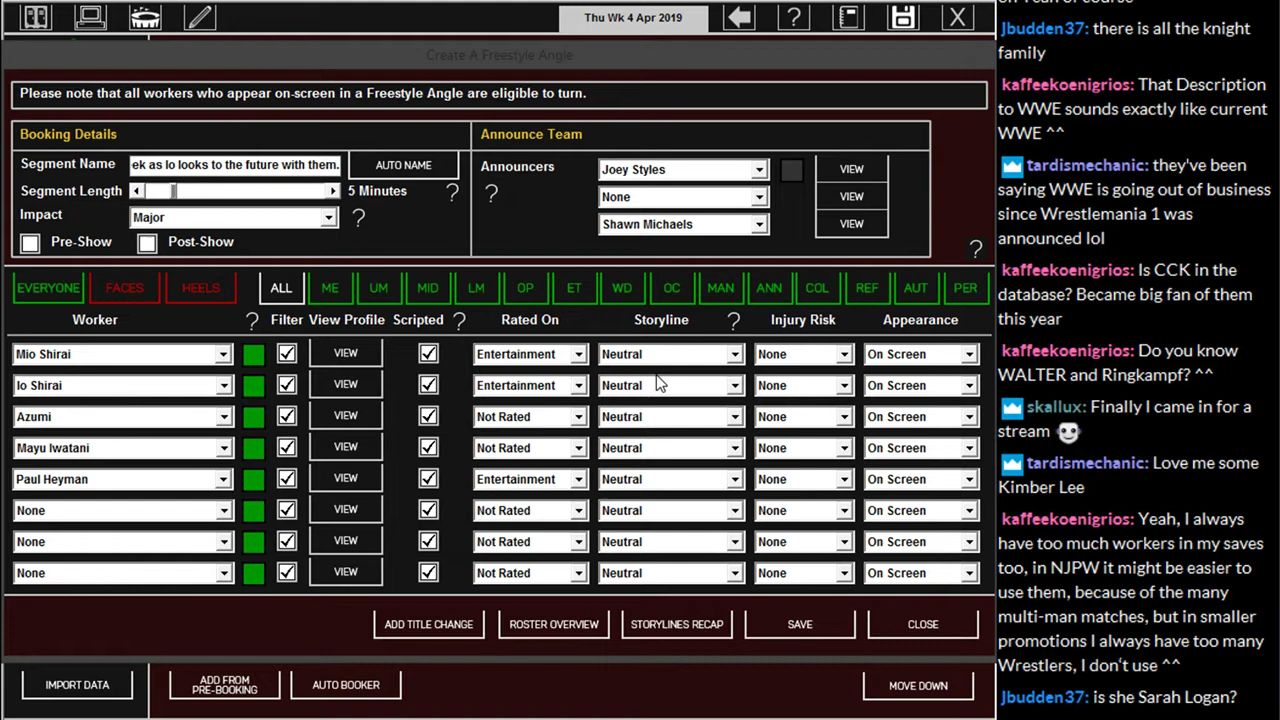 Thu Wk 4 Apr 2019
?
X
Create A Freestyle Angle
Please note that all workers who appear on-screen in a Freestyle Angle are eligible to turn.
Booking Details
Segment Name ek as Io looks to the future with them. AUTO NAME
Segment Length 5 Minutes ?
Impact Major ?
Pre-Show Post-Show
Announce Team
Announcers Joey Styles VIEW
? None VIEW
Shawn Michaels VIEW
?
EVERYONE FACES HEELS ALL ME UM MID LM OP ET WD OC MAN ANN COL REF AUT PER
Worker ? Filter View Profile Scripted ? Rated On Storyline ? Injury Risk Appearance
Mio Shirai VIEW Entertainment Neutral None On Screen
Io Shirai VIEW Entertainment Neutral None On Screen
Azumi VIEW Not Rated Neutral None On Screen
Mayu Iwatani VIEW Not Rated Neutral None On Screen
Paul Heyman VIEW Entertainment Neutral None On Screen
None VIEW Not Rated Neutral None On Screen
None VIEW Not Rated Neutral None On Screen
None VIEW Not Rated Neutral None On Screen
ADD TITLE CHANGE ROSTER OVERVIEW STORYLINES RECAP SAVE CLOSE
IMPORT DATA ADD FROM PRE-BOOKING AUTO BOOKER MOVE DOWN
Jbudden37: there is all the knight
family
kaffeekoenigrios: That Description
to WWE sounds exactly like current
WWE ^^
tardismechanic: they've been
saying WWE is going out of business
since Wrestlemania 1 was
announced lol
kaffeekoenigrios: Is CCK in the
database? Became big fan of them
this year
kaffeekoenigrios: Do you know
WALTER and Ringkampf? ^^
skallux: Finally I came in for a
stream
tardismechanic: Love me some
Kimber Lee
kaffeekoenigrios: Yeah, I always
have too much workers in my saves
too, in NJPW it might be easier to
use them, because of the many
multi-man matches, but in smaller
promotions I always have too many
Wrestlers, I don't use ^^
Jbudden37: is she Sarah Logan?